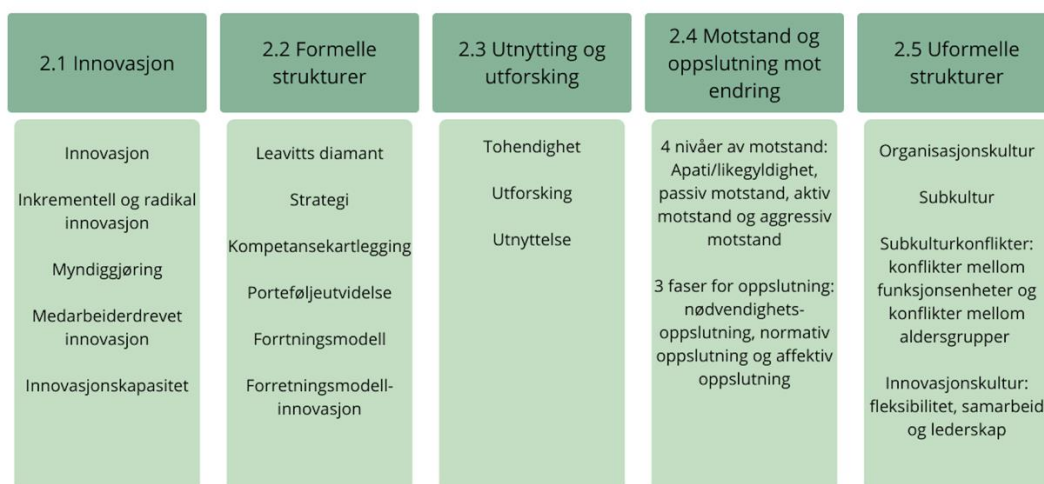 2.1 Innovasjon
2.2 Formelle
strukturer
2.3 Utnytting og
utforsking
2.4 Motstand og
oppslutning mot
endring
2.5 Uformelle
strukturer
Innovasjon
Inkrementell og radikal
innovasjon
Myndiggjøring
Medarbeiderdrevet
innovasjon
Innovasjonskapasitet
Leavitts diamant
Strategi
Kompetansekartlegging
Porteføljeutvidelse
Forrtningsmodell
Forretningsmodell-
innovasjon
Tohendighet
Utforsking
Utnyttelse
4 nivåer av motstand:
Apati/likegyldighet,
passiv motstand, aktiv
motstand og aggressiv
motstand
3 faser for oppslutning:
nødvendighets-
oppslutning, normativ
oppslutning og affektiv
oppslutning
Organisasjonskultur
Subkultur
Subkulturkonflikter:
konflikter mellom
funksjonsenheter og
konflikter mellom
aldersgrupper
Innovasjonskultur:
fleksibilitet, samarbeid
og lederskap